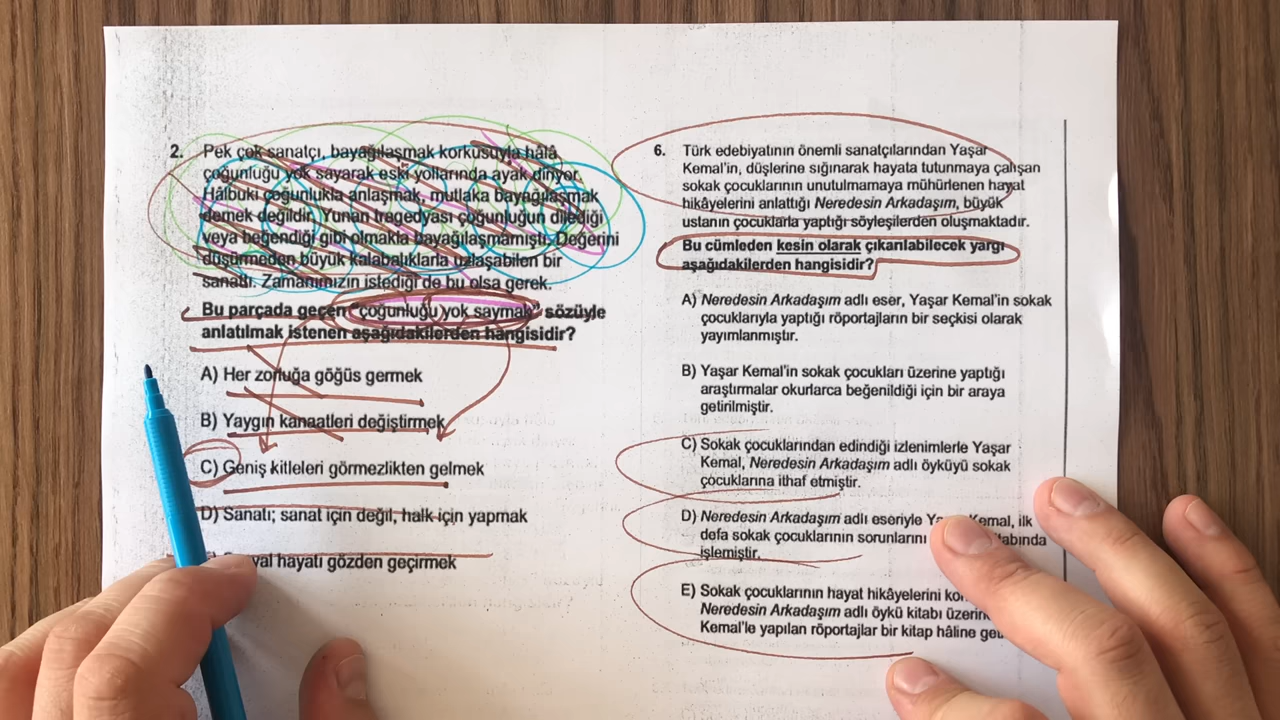 2. Pek çok sanatçı, bayağılaşmak korkusuyla hâlâ
çoğunluğu yok sayarak eski yollarında ayak diriyor.
Hâlbuki çoğunlukla anlaşmak, mutlaka bayağılaşmak
demek değildir. Yunan tragedyası çoğunluğun dilediği
veya beğendiği gibi olmakla bayağılaşmamıştı. Değerini
düşürmeden büyük kalabalıklarla uzlaşabilen bir
sanatı. Zamanımızın istediği de bu olsa gerek.
Bu parçada geçen "çoğunluğu yok saymak" sözüyle
anlatılmak istenen aşağıdakilerden hangisidir?
A) Her zorluğa göğüs germek
B) Yaygın kanaatleri değiştirmek
C) Geniş kitleleri görmezlikten gelmek
D) Sanatı; sanat için değil, halk için yapmak
hayatı gözden geçirmek
6. Türk edebiyatının önemli sanatçılarından Yaşar
Kemal'in, düşlerine sığınarak hayata tutunmaya çalışan
sokak çocuklarının unutulmamaya mühürlenen hayat
hikâyelerini anlattığı Neredesin Arkadaşım, büyük
ustanın çocuklarla yaptığı söyleşilerden oluşmaktadır.
Bu cümleden kesin olarak çıkarılabilecek yargı
aşağıdakilerden hangisidir?
A) Neredesin Arkadaşım adlı eser, Yaşar Kemal'in sokak
çocuklarıyla yaptığı röportajların bir seçkisi olarak
yayımlanmıştır.
B) Yaşar Kemal'in sokak çocukları üzerine yaptığı
araştırmalar okurlarca beğenildiği için bir araya
getirilmiştir.
C) Sokak çocuklarından edindiği izlenimlerle Yaşar
Kemal, Neredesin Arkadaşım adlı öyküyü sokak
çocuklarına ithaf etmiştir.
D) Neredesin Arkadaşım adlı eseriyle Kemal, ilk
defa sokak çocuklarının sorunlarını
işlemiştir.
E) Sokak çocuklarının hayat hikâyelerini
Neredesin Arkadaşım adlı öykü kitabı
Kemal'le yapılan röportajlar bir kitap hâline